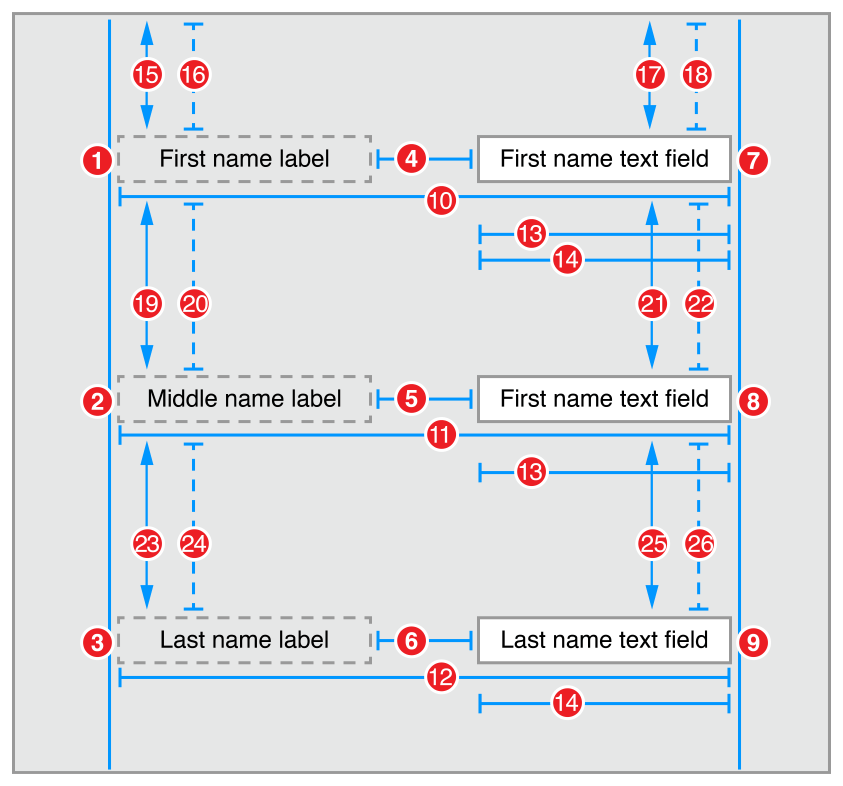 15 16 17 18
1 First name label 4 First name text field 7
10
13
14
19 20 21 22
2 Middle name label 5 First name text field 8
11
13
23 24 25 26
3 Last name label 6 Last name text field 9
12
14